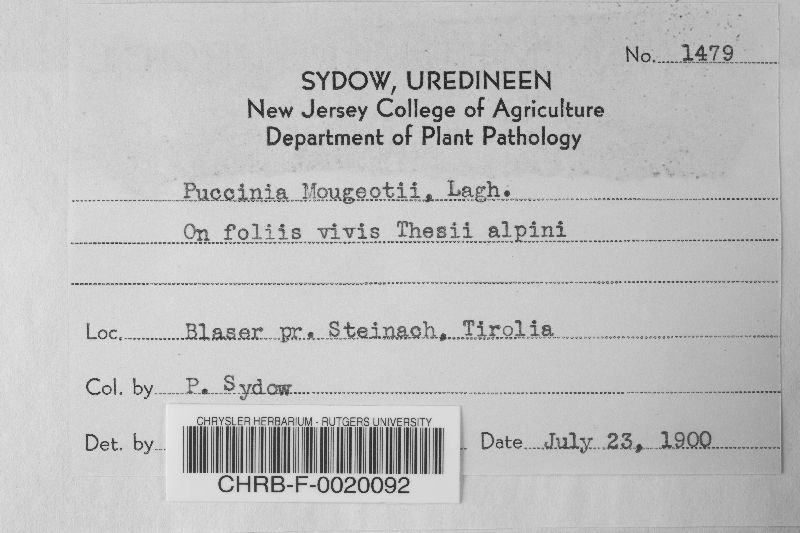 No. 1479
SYDOW, UREDINEEN
New Jersey College of Agriculture
Department of Plant Pathology
Puccinia Mougeotii, Lagh.
On foliis vivis Thesii alpini
Loc. Blaser pr. Steinach, Tirolia
Col. by P. Sydow
CHRYSLER HERBARIUM - RUTGERS UNIVERSITY
Det. by Date July 23, 1900
CHRB-F-0020092